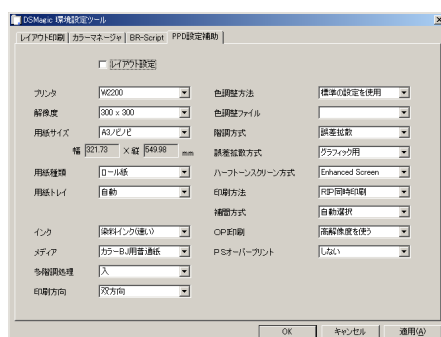 DSMagic 環境設定ツール
レイアウト印刷 カラーマネージャ BR-Script PPD設定補助
レイアウト設定
プリンタ W2200 色調整方法 標準の設定を使用
解像度 300 x 300 色調整ファイル
用紙サイズ A3ノビノビ 階調方式 誤差拡散
幅 321.73 ×縦 549.98 mm 誤差拡散方式 グラフィック用
用紙種類 ロール紙 ハーフトーンスクリーン方式 Enhanced Screen
用紙トレイ 自動 印刷方法 RIP同時印刷
補間方式 自動選択
インク 染料インク(速い) OPI印刷 高解像度を使う
メディア カラーBJ用普通紙 PSオーバープリント しない
多階調処理 入
印刷方向 双方向
OK キャンセル 適用(A)